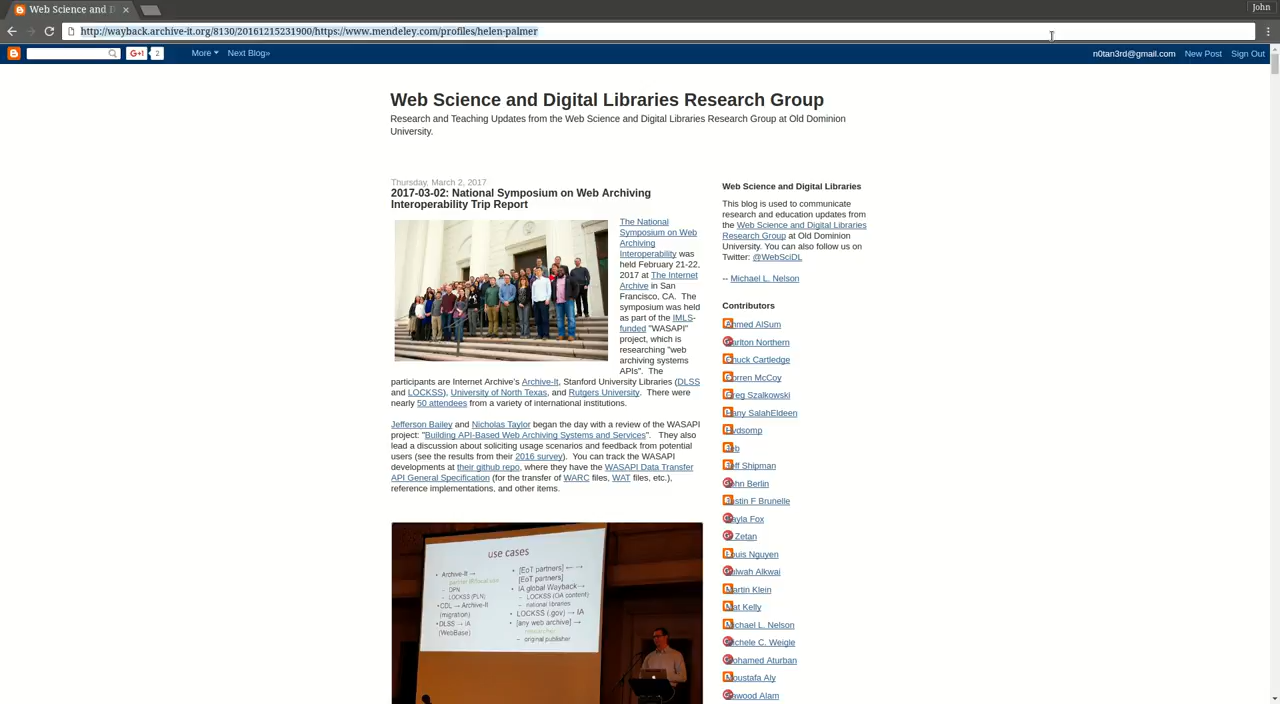 Web Science and D
John
http://wayback.archive-it.org/8130/20161215231900/https://www.mendeley.com/profiles/helen-palmer
G+1 2 More Next Blog» n0tan3rd@gmail.com New Post Sign Out
Web Science and Digital Libraries Research Group
Research and Teaching Updates from the Web Science and Digital Libraries Research Group at Old Dominion
University.
Thursday, March 2, 2017
2017-03-02: National Symposium on Web Archiving
Interoperability Trip Report
The National
Symposium on Web
Archiving
Interoperability was
held February 21-22,
2017 at The Internet
Archive in San
Francisco, CA. The
symposium was held
as part of the IMLS-
funded "WASAPI"
project, which is
researching "web
archiving systems
APIs". The
participants are Internet Archive's Archive-It, Stanford University Libraries (DLSS
and LOCKSS), University of North Texas, and Rutgers University. There were
nearly 50 attendees from a variety of international institutions.
Jefferson Bailey and Nicholas Taylor began the day with a review of the WASAPI
project: "Building API-Based Web Archiving Systems and Services". They also
lead a discussion about soliciting usage scenarios and feedback from potential
users (see the results from their 2016 survey). You can track the WASAPI
developments at their github repo, where they have the WASAPI Data Transfer
API General Specification (for the transfer of WARC files, WAT files, etc.),
reference implementations, and other items.
use cases
• Archive-It →
- DPN
- LOCKSS (PLN)
• CDL → Archive-It
(migration)
• DLSS → IA
(WebBase)
• [EoT partners] ← →
[EoT partners]
• IA global Wayback→
- LOCKSS (OA content)
- national libraries
• LOCKSS (.gov) → IA
• [any web archive] →
- researcher
- original publisher
Web Science and Digital Libraries
This blog is used to communicate
research and education updates from
the Web Science and Digital Libraries
Research Group at Old Dominion
University. You can also follow us on
Twitter: @WebSciDL
-- Michael L. Nelson
Contributors
Ahmed AlSum
Carlton Northern
Chuck Cartledge
Corren McCoy
Greg Szalkowski
Hany SalahEldeen
Hvdsomp
Jeff Shipman
John Berlin
Justin F Brunelle
Kayla Fox
Zetan
Louis Nguyen
Lulwah Alkwai
Martin Klein
Mat Kelly
Michael L. Nelson
Michele C. Weigle
Mohamed Aturban
Moustafa Aly
Sawood Alam